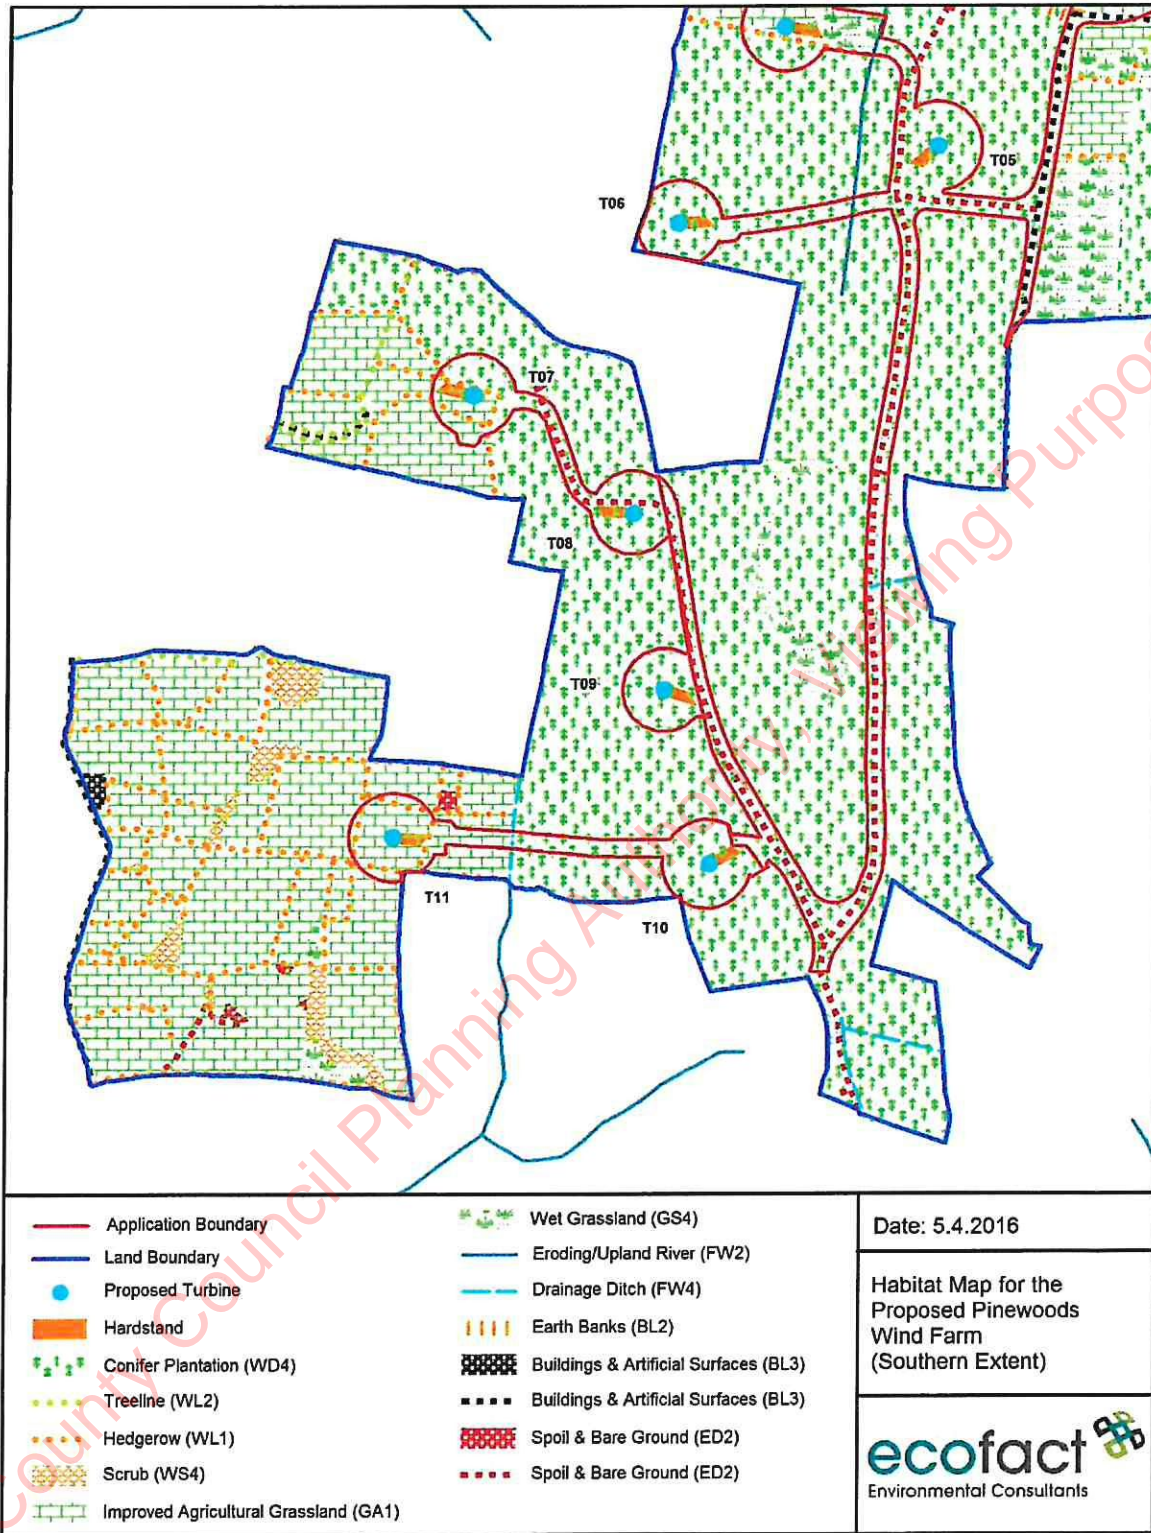 T05
T06
T07
T08
T09
T11
T10
County Council Planning Authority, Viewing Purpos
Application Boundary
Land Boundary
Proposed Turbine
Hardstand
Conifer Plantation (WD4)
Treeline (WL2)
Hedgerow (WL1)
Scrub (WS4)
Improved Agricultural Grassland (GA1)
Wet Grassland (GS4)
Eroding/Upland River (FW2)
Drainage Ditch (FW4)
Earth Banks (BL2)
Buildings & Artificial Surfaces (BL3)
Buildings & Artificial Surfaces (BL3)
Spoil & Bare Ground (ED2)
Spoil & Bare Ground (ED2)
Date: 5.4.2016
Habitat Map for the
Proposed Pinewoods
Wind Farm
(Southern Extent)
ecofact
Environmental Consultants